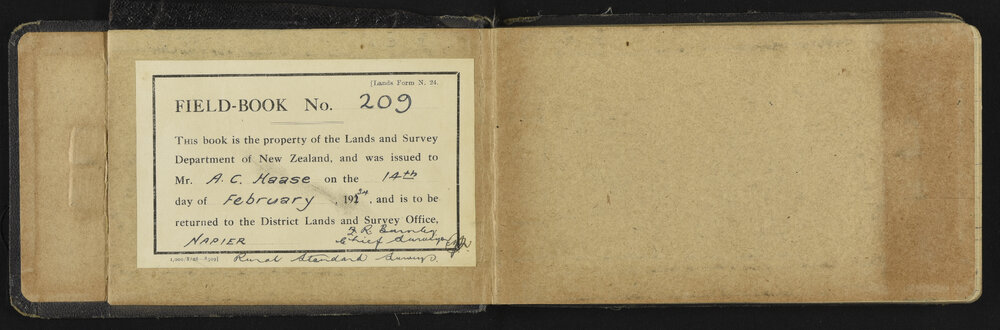 [Lands Form N. 24.
FIELD-BOOK No. 209
THIS book is the property of the Lands and Survey
Department of New Zealand, and was issued to
Mr. A. C. Haase on the 14th
day of February, 1924, and is to be
returned to the District Lands and Survey Office,
NAPIER
Chief Surveyor
Rural Standard Surveys.